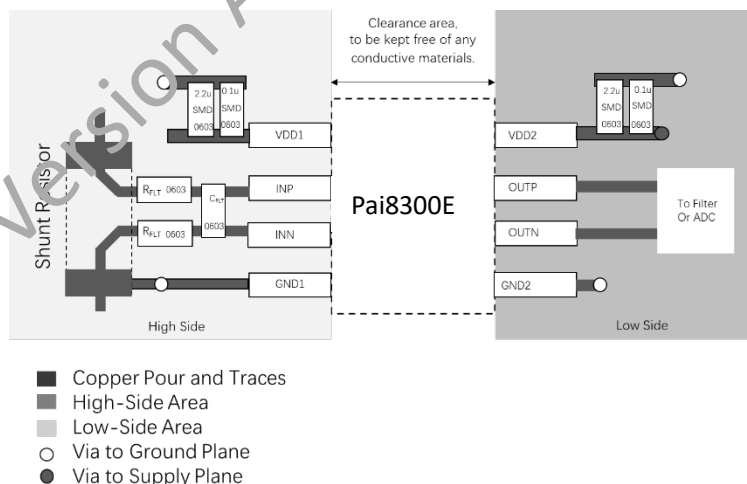 Version A
Clearance area,
to be kept free of any
conductive materials.
2.2u
SMD
0603
0.1u
SMD
0603
VDD1
Shunt Resistor
RFLT 0603
CFLT
0603
INP
RFLT 0603
INN
GND1
High Side
Pai8300E
2.2u
SMD
0603
0.1u
SMD
0603
VDD2
OUTP
OUTN
GND2
To Filter
Or ADC
Low Side
Copper Pour and Traces
High-Side Area
Low-Side Area
Via to Ground Plane
Via to Supply Plane